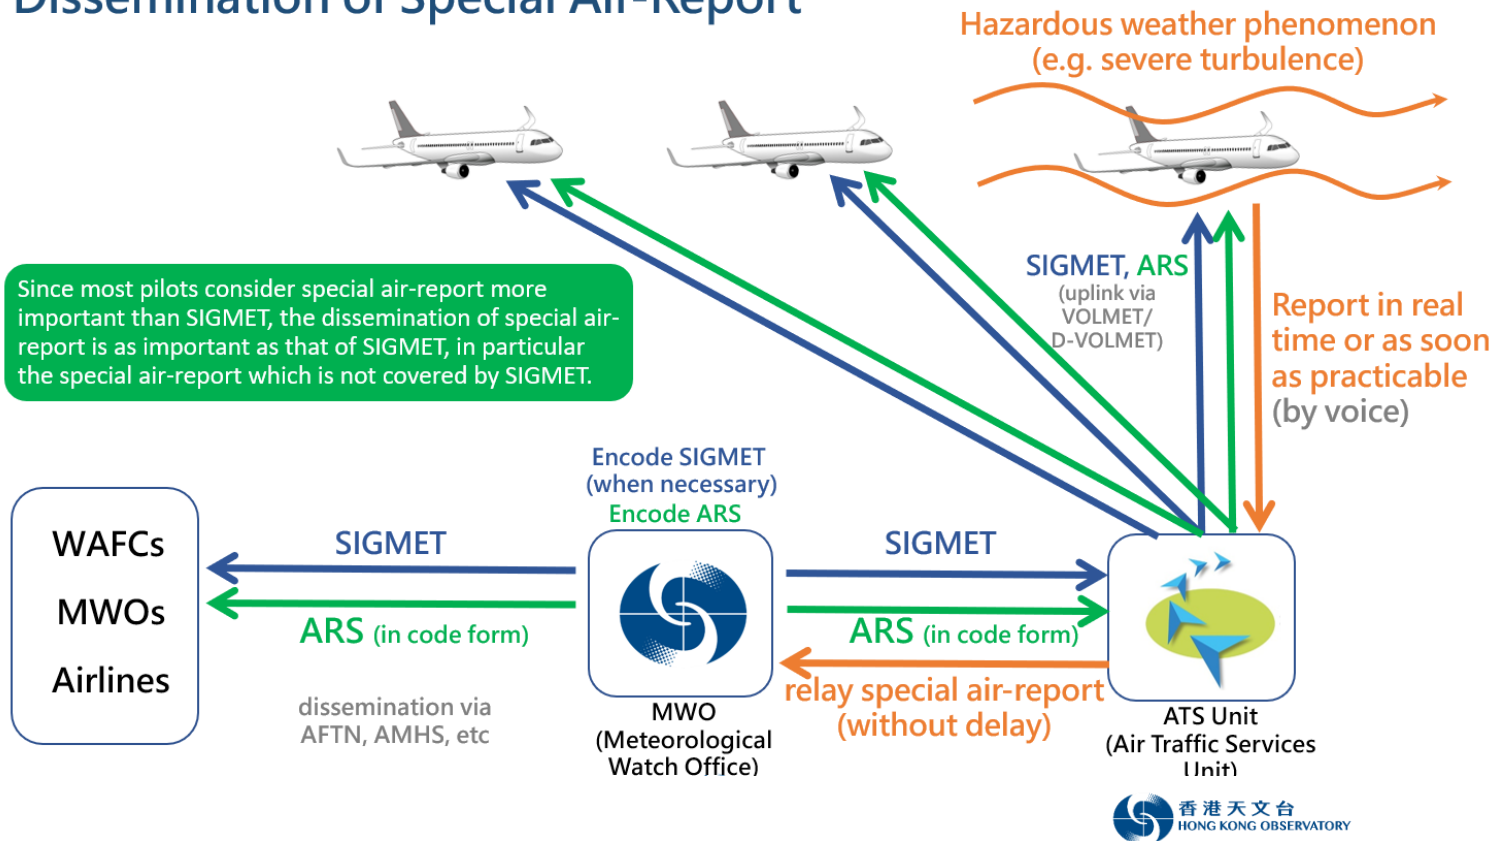 Dissemination of Special Air-Report
Hazardous weather phenomenon
(e.g. severe turbulence)
SIGMET, ARS
(uplink via
VOLMET/
D-VOLMET)
Report in real
time or as soon
as practicable
(by voice)
Since most pilots consider special air-report more
important than SIGMET, the dissemination of special air-
report is as important as that of SIGMET, in particular
the special air-report which is not covered by SIGMET.
Encode SIGMET
(when necessary)
Encode ARS
WAFCs
MWOs
Airlines
SIGMET
ARS (in code form)
dissemination via
AFTN, AMHS, etc
MWO
(Meteorological
Watch Office)
SIGMET
ARS (in code form)
relay special air-report
(without delay)
ATS Unit
(Air Traffic Services
Unit)
香港天文台
HONG KONG OBSERVATORY